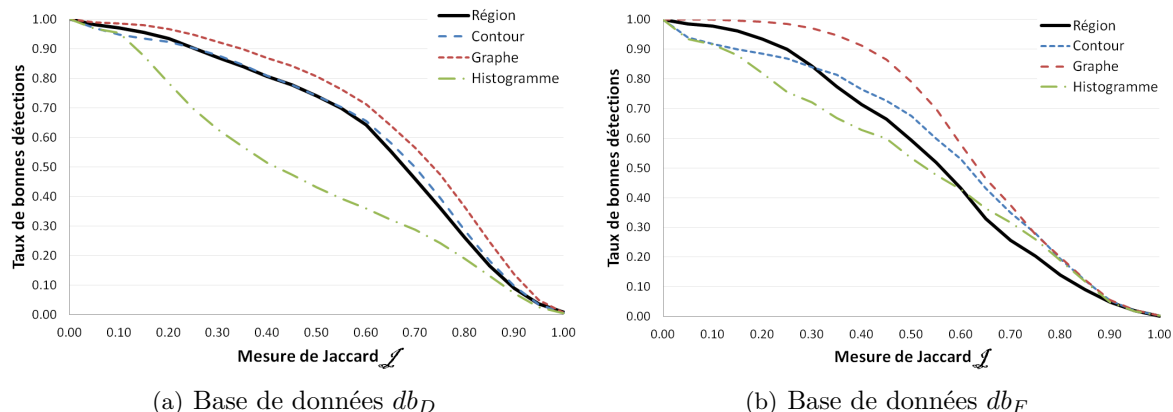 Taux de bonnes détections
1.00
0.90
0.80
0.70
0.60
0.50
0.40
0.30
0.20
0.10
0.00
0.00 0.10 0.20 0.30 0.40 0.50 0.60 0.70 0.80 0.90 1.00
Mesure de Jaccard 𝒥
Région
Contour
Graphe
Histogramme
(a) Base de données db_D
Taux de bonnes détections
1.00
0.90
0.80
0.70
0.60
0.50
0.40
0.30
0.20
0.10
0.00
0.00 0.10 0.20 0.30 0.40 0.50 0.60 0.70 0.80 0.90 1.00
Mesure de Jaccard 𝒥
Région
Contour
Graphe
Histogramme
(b) Base de données db_F